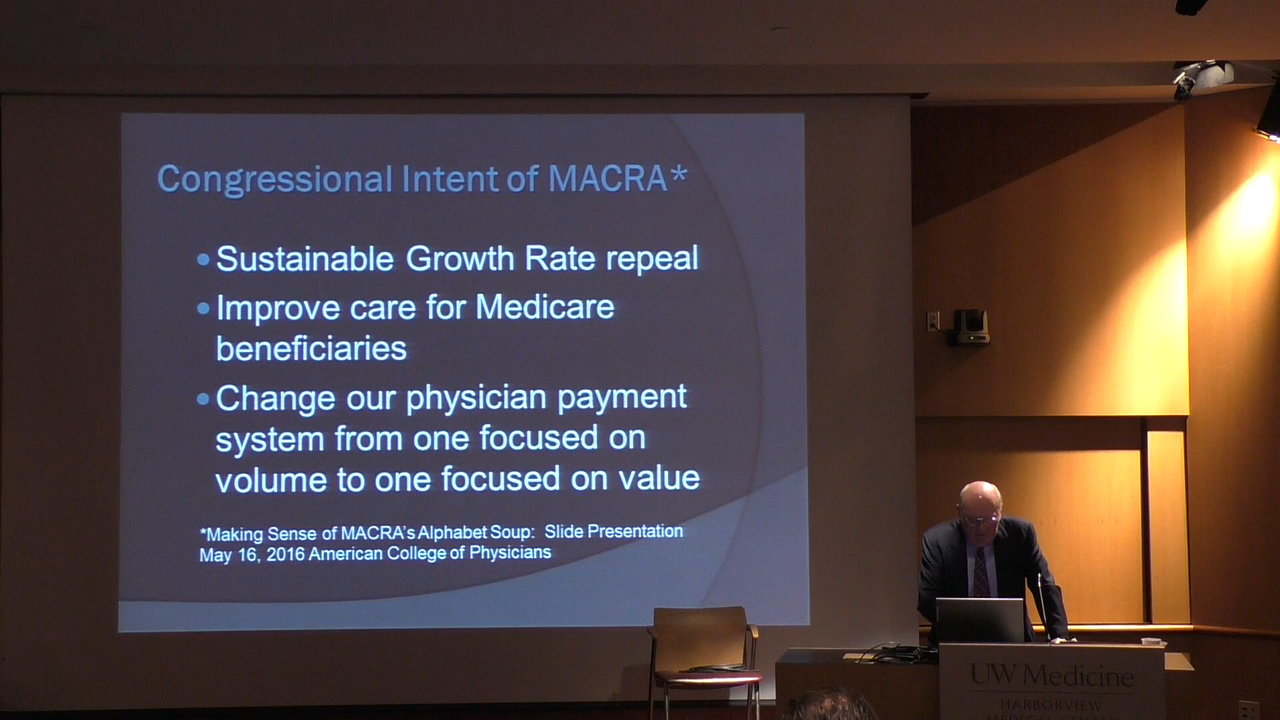 Congressional Intent of MACRA*
•Sustainable Growth Rate repeal
•Improve care for Medicare
beneficiaries
•Change our physician payment
system from one focused on
volume to one focused on value
*Making Sense of MACRA's Alphabet Soup: Slide Presentation
May 16, 2016 American College of Physicians
UW Medicine
HARBORVIEW